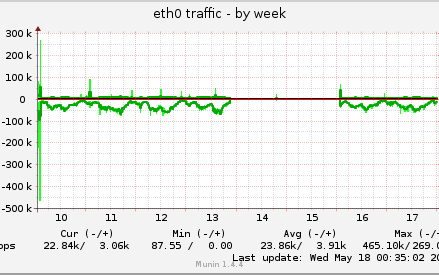 eth0 traffic - by week
300 k
200 k
100 k
0
-100 k
-200 k
-300 k
-400 k
-500 k
10 11 12 13 14 15 16 17
Cur (-/+) Min (-/+) Avg (-/+) Max (-/+)
ops 22.84k/ 3.06k 87.55 / 0.00 23.86k/ 3.91k 465.10k/269.
Last update: Wed May 18 00:35:02 20
Munin 1.4.4